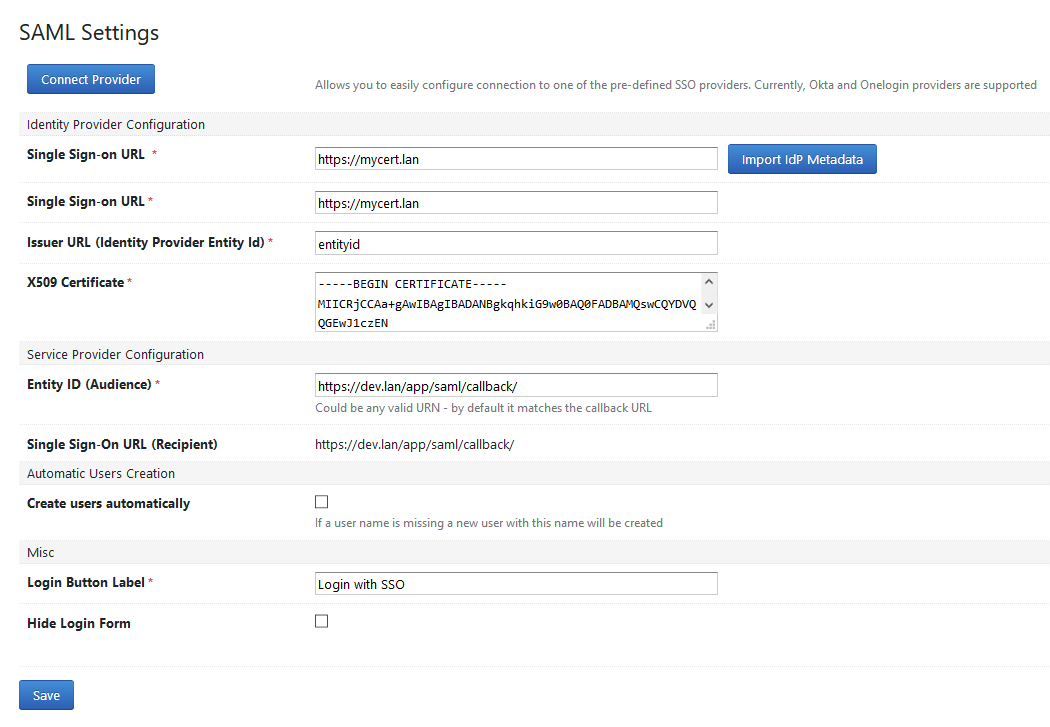 SAML Settings
Connect Provider
Allows you to easily configure connection to one of the pre-defined SSO providers. Currently, Okta and Onelogin providers are supported
Identity Provider Configuration
Single Sign-on URL *
https://mycert.lan
Import IdP Metadata
Single Sign-on URL *
https://mycert.lan
Issuer URL (Identity Provider Entity Id) *
entityid
X509 Certificate *
-----BEGIN CERTIFICATE-----
MIICRjCCAa+gAwIBAgIBADANBgkqhkiG9w0BAQ0FADBAMQswCQYDVQ
QGEwJ1czEN
Service Provider Configuration
Entity ID (Audience) *
https://dev.lan/app/saml/callback/
Could be any valid URN - by default it matches the callback URL
Single Sign-On URL (Recipient)
https://dev.lan/app/saml/callback/
Automatic Users Creation
Create users automatically
If a user name is missing a new user with this name will be created
Misc
Login Button Label *
Login with SSO
Hide Login Form
Save